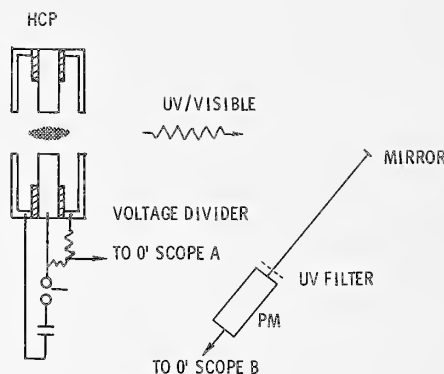 HCP
UV/VISIBLE
MIRROR
VOLTAGE DIVIDER
TO O' SCOPE A
UV FILTER
PM
TO O' SCOPE B